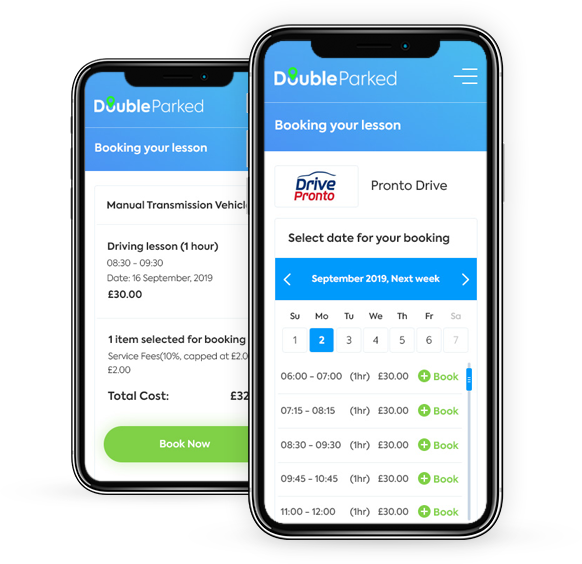 DoubleParked
Booking your lesson
Manual Transmission
Driving lesson (1 hour)
08:30 - 09:30
Date: 16 September, 2019
£30.00
1 item selected for booking
Service Fees(10%, capped at
£2.00
Total Cost:
Book Now
DoubleParked
Booking your lesson
Drive
Pronto
Pronto Drive
Select date for your booking
September 2019, Next week
Su Mo Tu We Th Fr Sa
1 2 3 4 5 6 7
06:00 - 07:00 (1hr) £30.00 Book
07:15 - 08:15 (1hr) £30.00 Book
08:30 - 09:30 (1hr) £30.00 Book
09:45 - 10:45 (1hr) £30.00 Book
11:00 - 12:00 (1hr) £30.00 Book